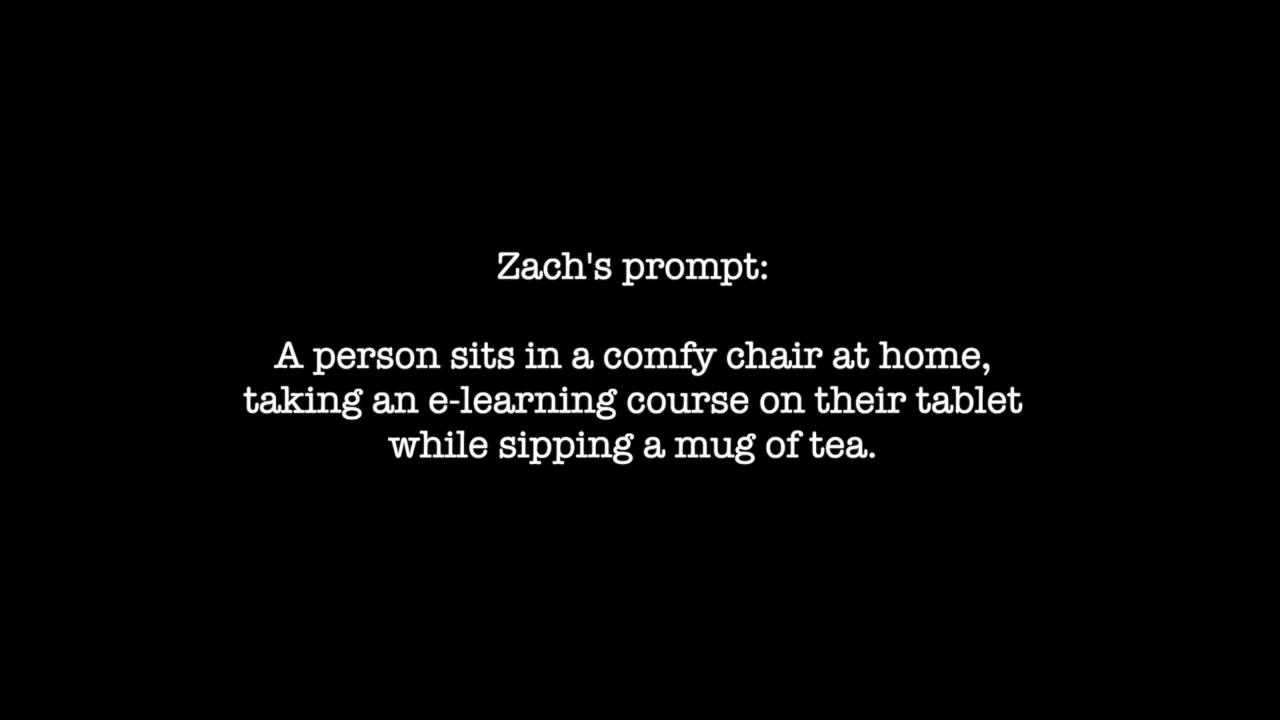 Zach's prompt:
A person sits in a comfy chair at home,
taking an e-learning course on their tablet
while sipping a mug of tea.